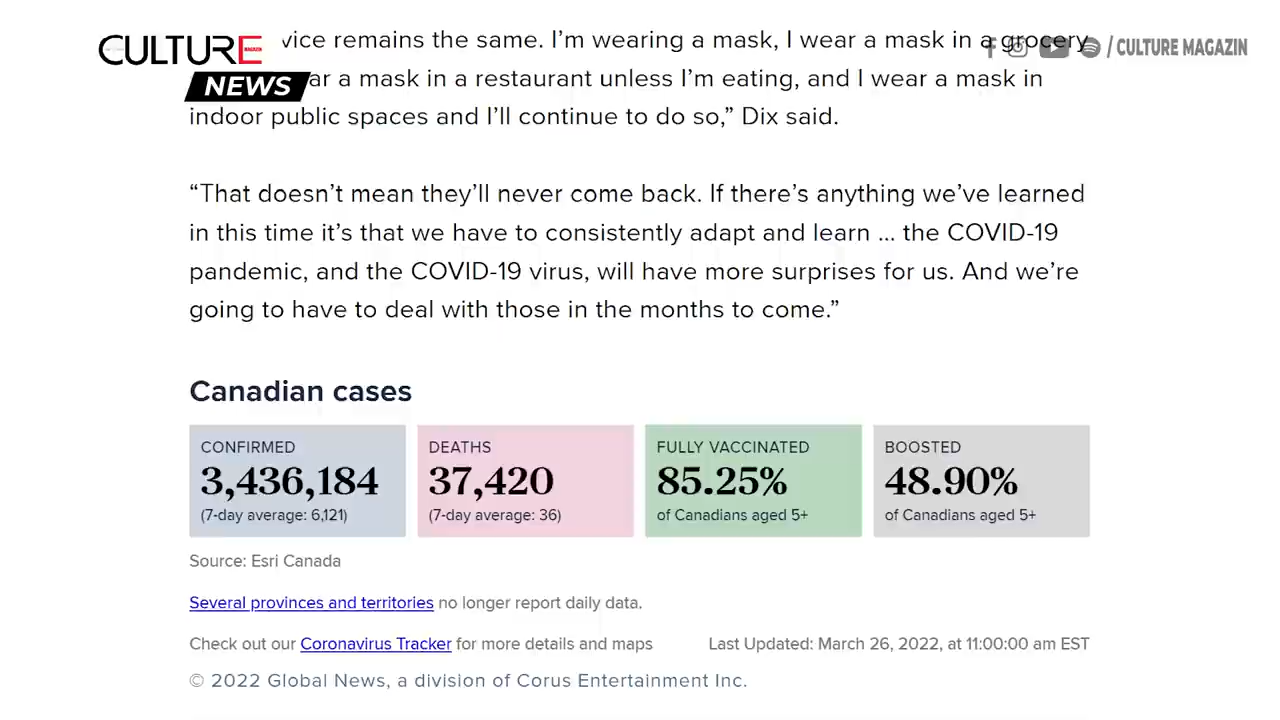 CULTURE
NEWS
/ CULTURE MAGAZIN
vice remains the same. I'm wearing a mask, I wear a mask in a grocery
ar a mask in a restaurant unless I'm eating, and I wear a mask in
indoor public spaces and I'll continue to do so,” Dix said.
“That doesn't mean they'll never come back. If there's anything we've learned
in this time it's that we have to consistently adapt and learn ... the COVID-19
pandemic, and the COVID-19 virus, will have more surprises for us. And we're
going to have to deal with those in the months to come.”
Canadian cases
CONFIRMED
3,436,184
(7-day average: 6,121)
DEATHS
37,420
(7-day average: 36)
FULLY VACCINATED
85.25%
of Canadians aged 5+
BOOSTED
48.90%
of Canadians aged 5+
Source: Esri Canada
Several provinces and territories no longer report daily data.
Check out our Coronavirus Tracker for more details and maps
Last Updated: March 26, 2022, at 11:00:00 am EST
© 2022 Global News, a division of Corus Entertainment Inc.